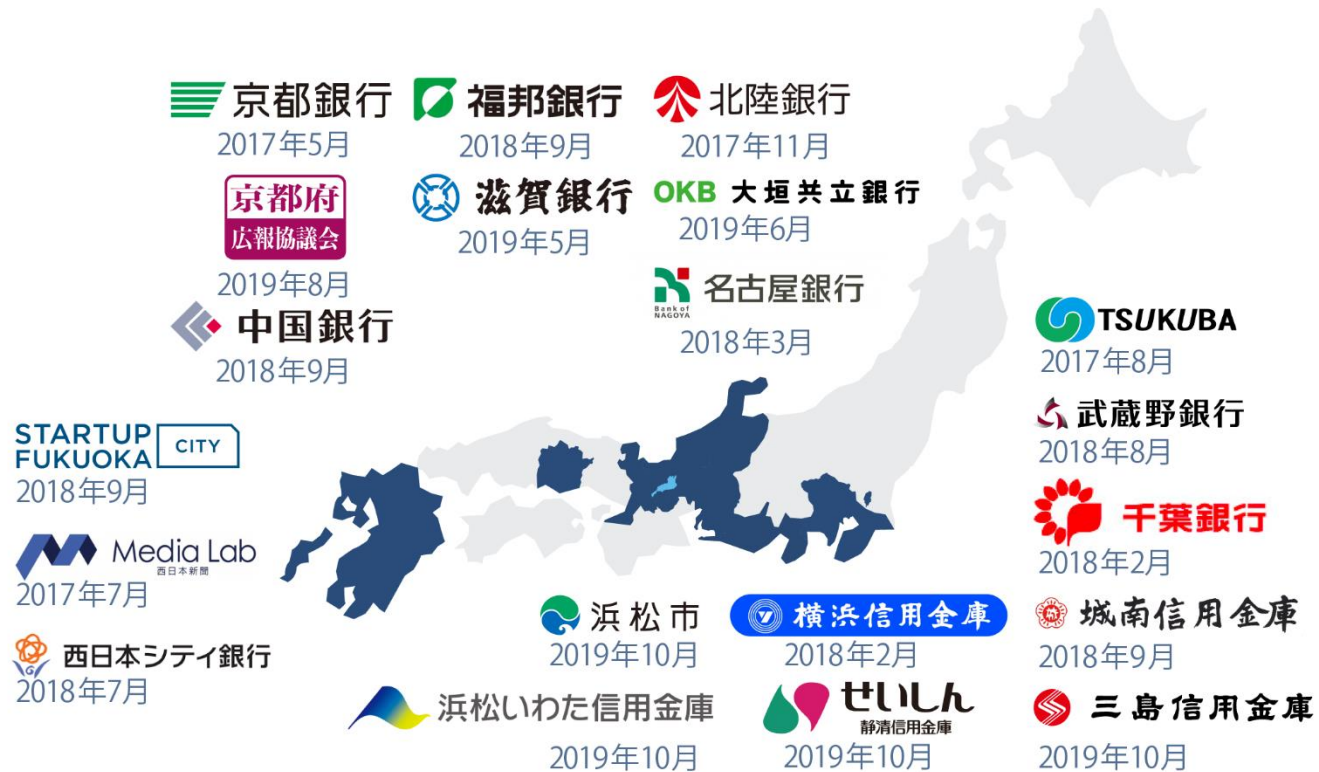 京都銀行
2017年5月
福邦銀行
2018年9月
北陸銀行
2017年11月
京都府
広報協議会
2019年8月
滋賀銀行
2019年5月
OKB 大垣共立銀行
2019年6月
中国銀行
2018年9月
Bank of
NAGOYA
名古屋銀行
2018年3月
TSUKUBA
2017年8月
武蔵野銀行
2018年8月
千葉銀行
2018年2月
城南信用金庫
2018年9月
三島信用金庫
2019年10月
STARTUP
FUKUOKA
CITY
2018年9月
Media Lab
西日本新聞
2017年7月
西日本シティ銀行
2018年7月
浜松市
2019年10月
横浜信用金庫
2018年2月
浜松いわた信用金庫
2019年10月
せいしん
静清信用金庫
2019年10月